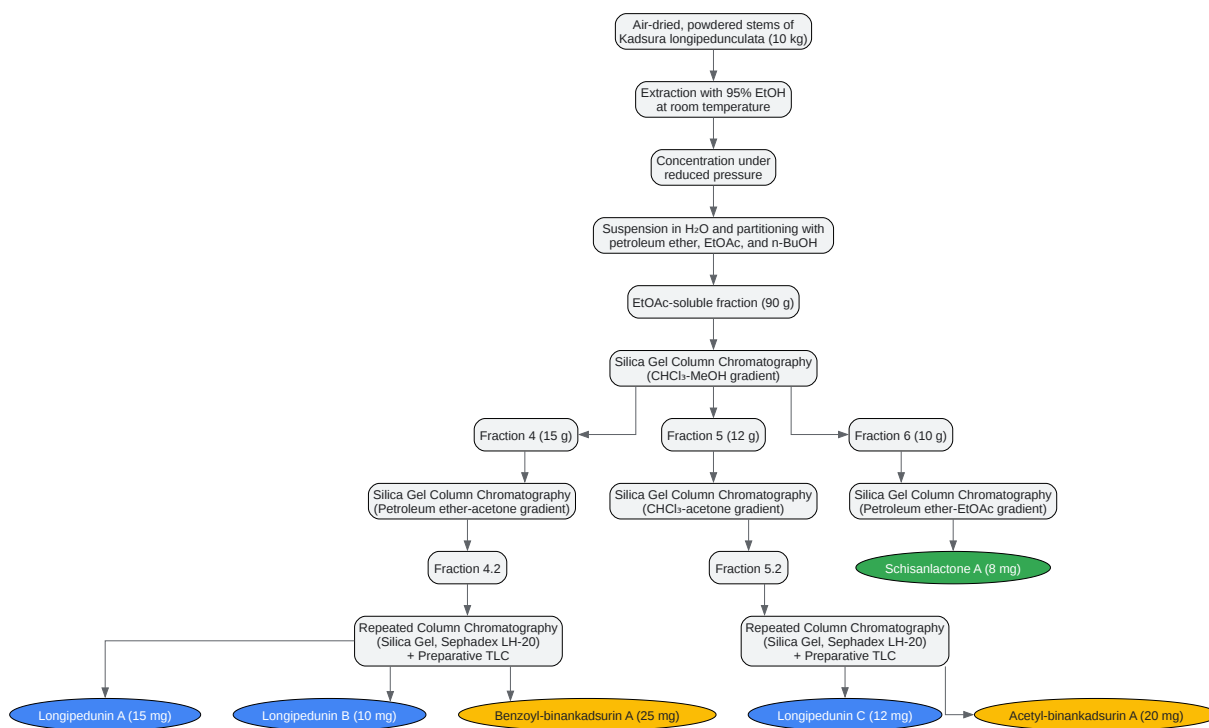 Air-dried, powdered stems of
Kadsura longipedunculata (10 kg)
Extraction with 95% EtOH
at room temperature
Concentration under
reduced pressure
Suspension in H₂O and partitioning with
petroleum ether, EtOAc, and n-BuOH
EtOAc-soluble fraction (90 g)
Silica Gel Column Chromatography
(CHCl₃-MeOH gradient)
Fraction 4 (15 g)
Fraction 5 (12 g)
Fraction 6 (10 g)
Silica Gel Column Chromatography
(Petroleum ether-acetone gradient)
Silica Gel Column Chromatography
(CHCl₃-acetone gradient)
Silica Gel Column Chromatography
(Petroleum ether-EtOAc gradient)
Fraction 4.2
Fraction 5.2
Schisanlactone A (8 mg)
Repeated Column Chromatography
(Silica Gel, Sephadex LH-20)
+ Preparative TLC
Repeated Column Chromatography
(Silica Gel, Sephadex LH-20)
+ Preparative TLC
Longipedunin A (15 mg)
Longipedunin B (10 mg)
Benzoyl-binankadsurin A (25 mg)
Longipedunin C (12 mg)
Acetyl-binankadsurin A (20 mg)